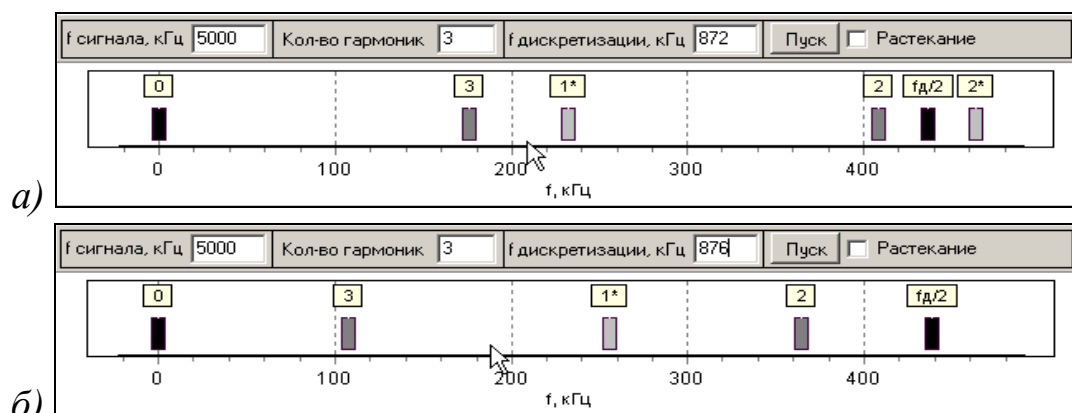 f сигнала, кГц 5000 Кол-во гармоник 3 f дискретизации, кГц 872 Пуск Растекание
0 3 1* 2 fд/2 2*
0 100 200 300 400
f, кГц
а)
f сигнала, кГц 5000 Кол-во гармоник 3 f дискретизации, кГц 876 Пуск Растекание
0 3 1* 2 fд/2
0 100 200 300 400
f, кГц
б)